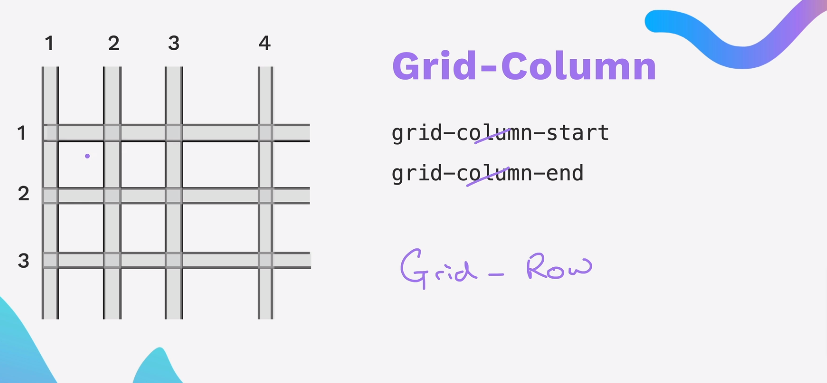 1 2 3 4
Grid-Column
1
grid-column-start
grid-column-end
2
3
Grid - Row